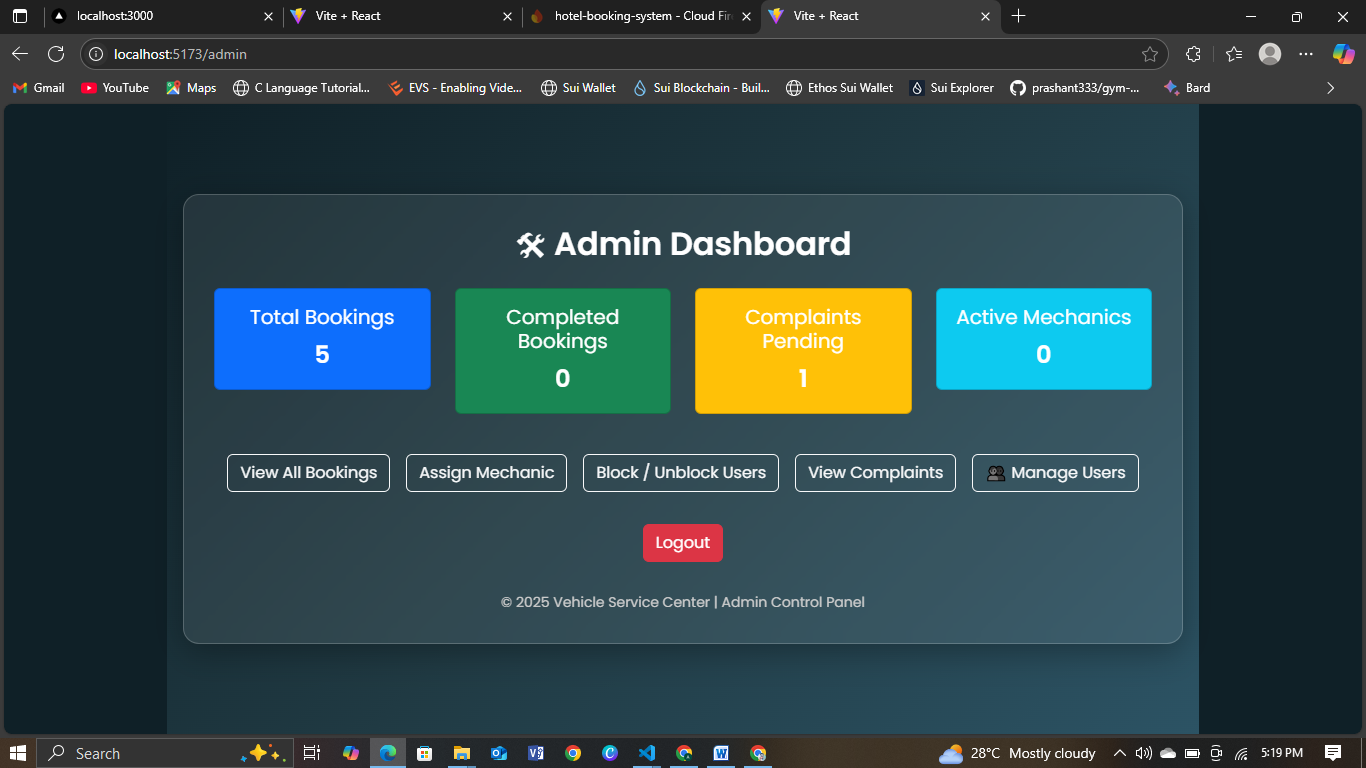 localhost:3000
Vite + React
hotel-booking-system - Cloud Fir
Vite + React
localhost:5173/admin
Gmail
YouTube
Maps
C Language Tutorial...
EVS - Enabling Vide...
Sui Wallet
Sui Blockchain - Buil...
Ethos Sui Wallet
Sui Explorer
prashant333/gym-...
Bard
🛠 Admin Dashboard
Total Bookings
5
Completed
Bookings
0
Complaints
Pending
1
Active Mechanics
0
View All Bookings
Assign Mechanic
Block / Unblock Users
View Complaints
👥 Manage Users
Logout
© 2025 Vehicle Service Center | Admin Control Panel
Search
28°C Mostly cloudy
5:19 PM